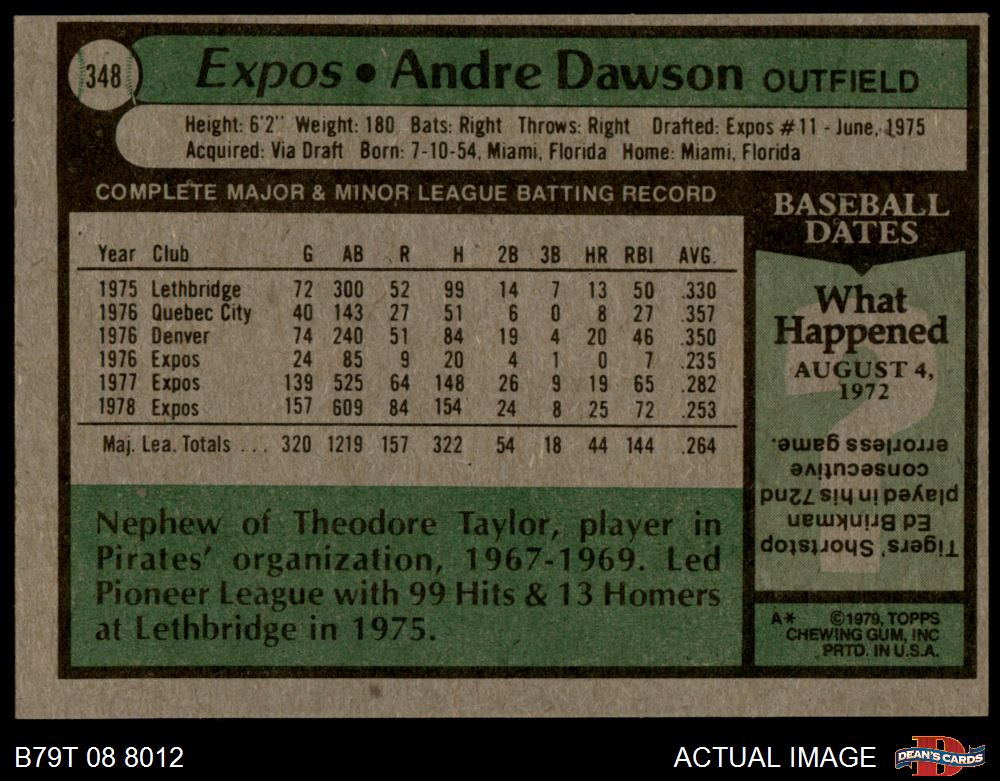 348
Expos • Andre Dawson OUTFIELD
Height: 6'2" Weight: 180 Bats: Right Throws: Right Drafted: Expos #11 - June, 1975
Acquired: Via Draft Born: 7-10-54, Miami, Florida Home: Miami, Florida
COMPLETE MAJOR & MINOR LEAGUE BATTING RECORD
Year Club G AB R H 2B 3B HR RBI AVG.
1975 Lethbridge 72 300 52 99 14 7 13 50 .330
1976 Quebec City 40 143 27 51 6 0 8 27 .357
1976 Denver 74 240 51 84 19 4 20 46 .350
1976 Expos 24 85 9 20 4 1 0 7 .235
1977 Expos 139 525 64 148 26 9 19 65 .282
1978 Expos 157 609 84 154 24 8 25 72 .253
Maj. Lea. Totals ... 320 1219 157 322 54 18 44 144 .264
Nephew of Theodore Taylor, player in
Pirates' organization, 1967-1969. Led
Pioneer League with 99 Hits & 13 Homers
at Lethbridge in 1975.
BASEBALL
DATES
What
Happened
AUGUST 4,
1972
?
Tigers' Shortstop
Ed Brinkman
played in his 72nd
consecutive
errorless game.
A* ©1979, TOPPS
CHEWING GUM, INC
PRTD. IN U.S.A.
B79T 08 8012
ACTUAL IMAGE
D
DEAN'S CARDS